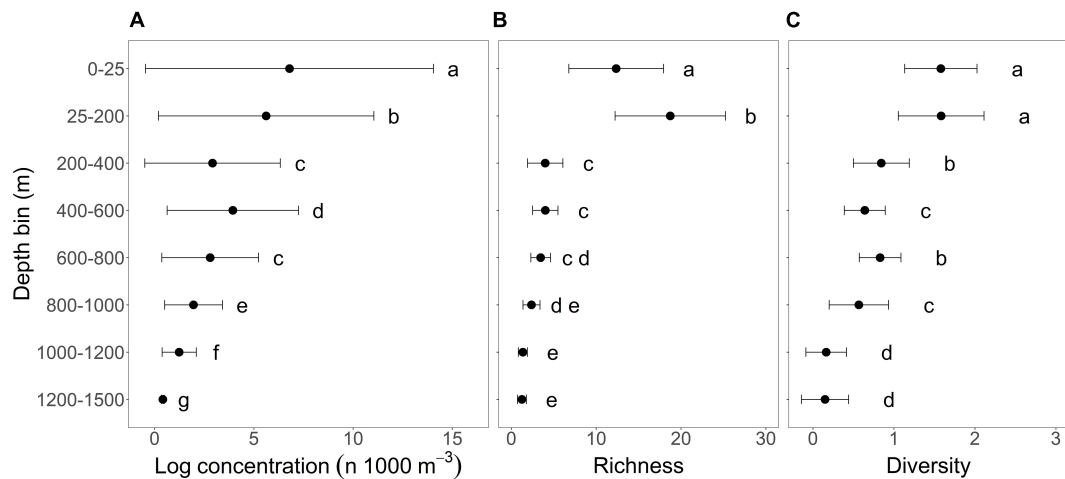 A B C
0-25 a a a
25-200 b b a
200-400 c c b
400-600 d c c
600-800 c c d b
800-1000 e d e c
1000-1200 f e d
1200-1500 g e d
Depth bin (m)
0 5 10 15 0 10 20 30 0 1 2 3
Log concentration (n 1000 m⁻³) Richness Diversity